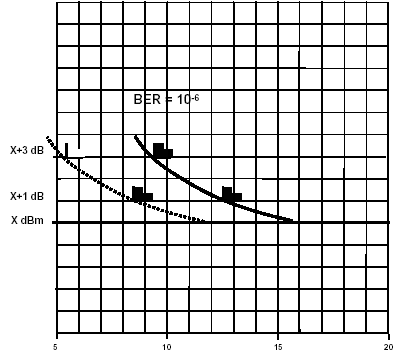 BER = 10-6
X+3 dB
X+1 dB
X dBm
5 10 15 20